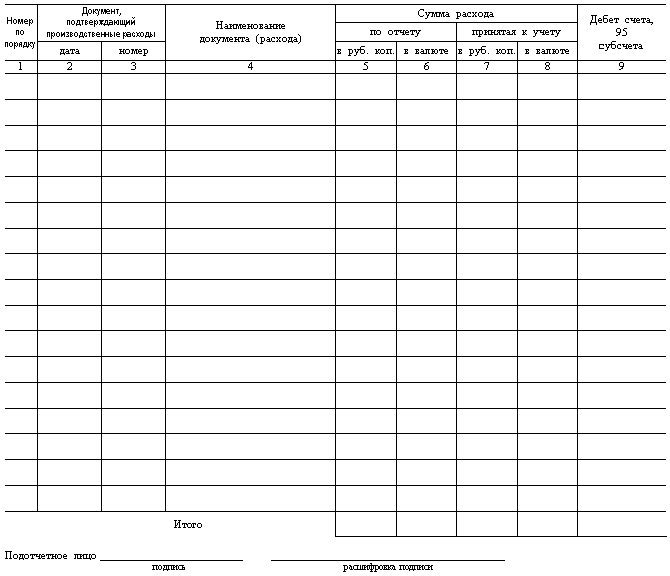 Номер по порядку
Документ, подтверждающий производственные расходы
Наименование документа (расхода)
Сумма расхода
Дебет счета, 95 субсчета
по отчету
принятая к учету
дата
номер
в руб. коп.
в валюте
в руб. коп.
в валюте
1 2 3 4 5 6 7 8 9
Итого
Подотчетное лицо
подпись
расшифровка подписи